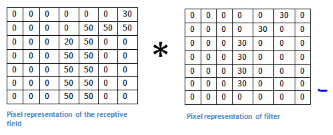 0 0 0 0 0 0 30
0 0 0 0 50 50 50
0 0 0 20 50 0 0
0 0 0 50 50 0 0
0 0 0 50 50 0 0
0 0 0 50 50 0 0
0 0 0 50 50 0 0
Pixel representation of the receptive
field
*
0 0 0 0 0 30 0
0 0 0 0 30 0 0
0 0 0 30 0 0 0
0 0 0 30 0 0 0
0 0 0 30 0 0 0
0 0 0 30 0 0 0
0 0 0 0 0 0 0
Pixel representation of filter